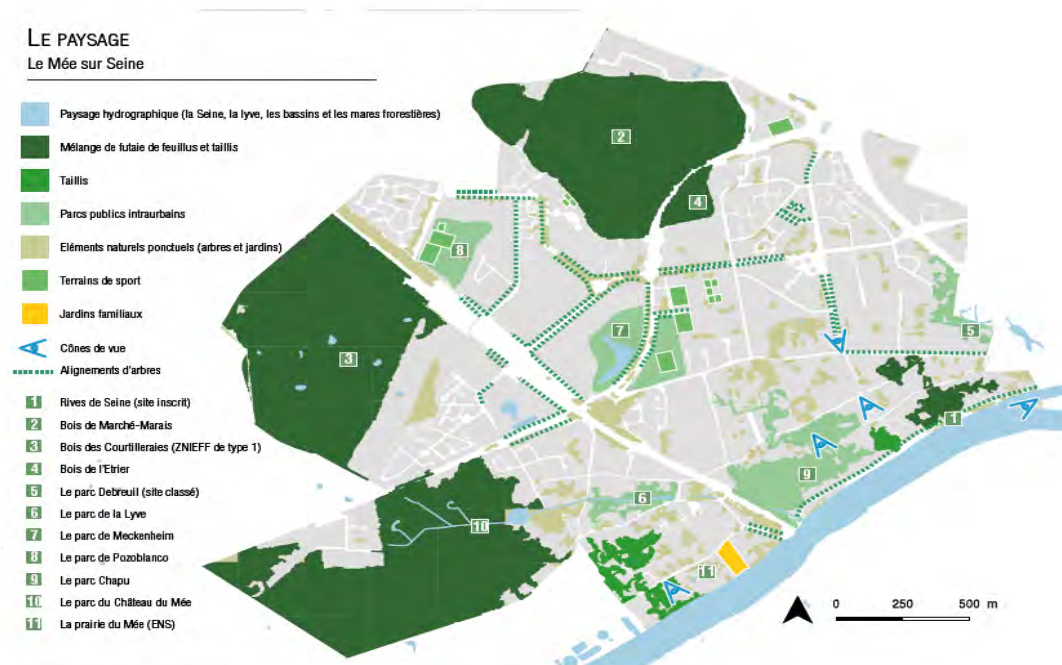 LE PAYSAGE
Le Mée sur Seine
Paysage hydrographique (la Seine, la lyve, les bassins et les mares frorestières)
Mélange de futaie de feuillus et taillis
Taillis
Parcs publics intraurbains
Eléments naturels ponctuels (arbres et jardins)
Terrains de sport
Jardins familiaux
Cônes de vue
Alignements d'arbres
1 Rives de Seine (site inscrit)
2 Bois de Marché-Marais
3 Bois des Courtilleraies (ZNIEFF de type 1)
4 Bois de l'Etrier
5 Le parc Debreuil (site classé)
6 Le parc de la Lyve
7 Le parc de Meckenheim
8 Le parc de Pozoblanco
9 Le parc Chapu
10 Le parc du Château du Mée
11 La prairie du Mée (ENS)
2
4
8
7
5
3
1
9
6
10
11
0 250 500 m